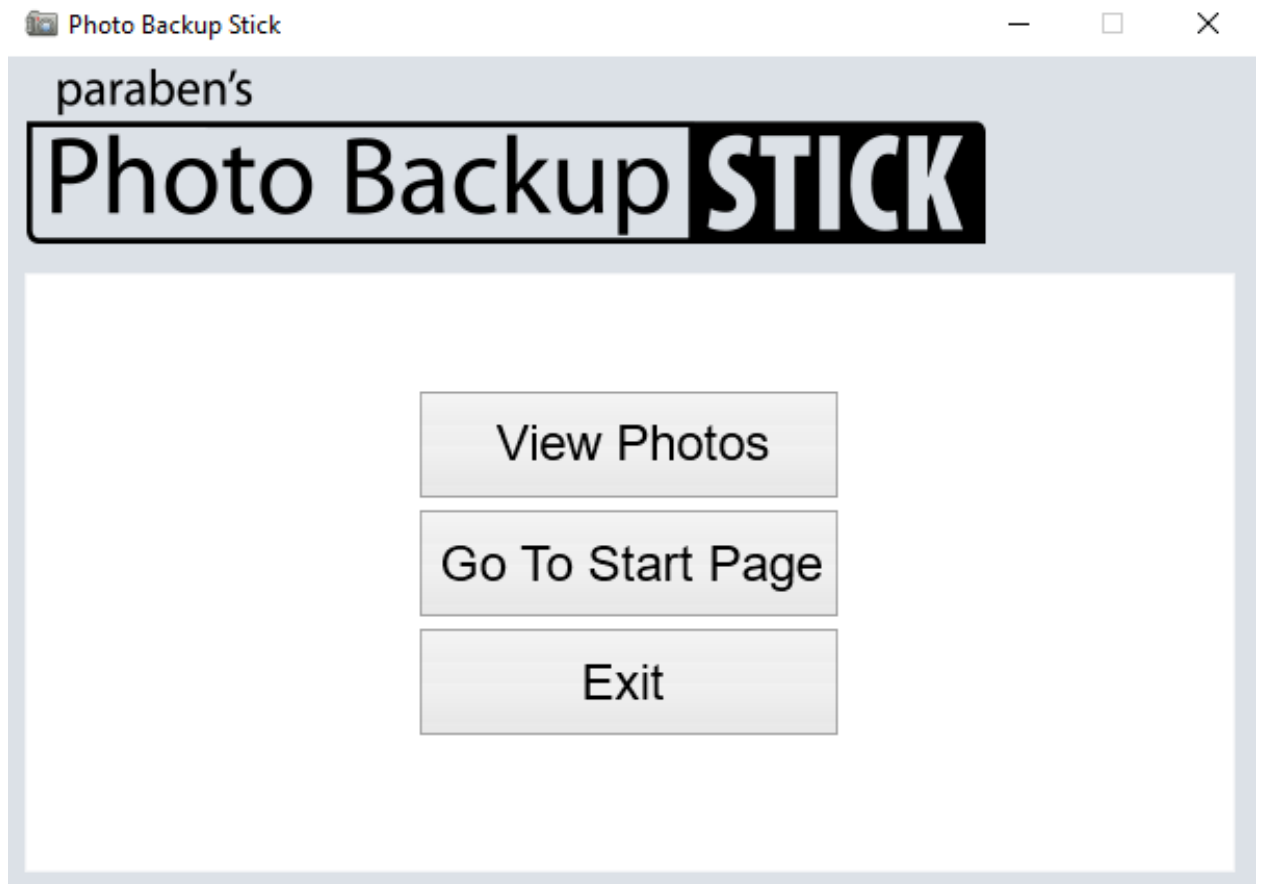 Photo Backup Stick
paraben's
Photo Backup STICK
View Photos
Go To Start Page
Exit